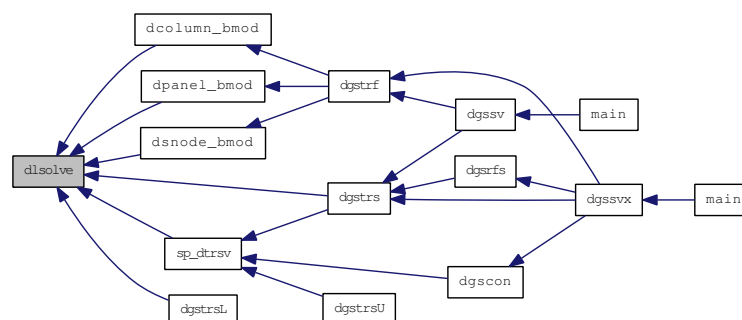 dcolumn_bmod
dpanel_bmod
dgstrf
dgssv
main
dsnode_bmod
dlsolve
dgsrfs
dgstrs
dgssvx
main
sp_dtrsv
dgscon
dgstrsL
dgstrsU